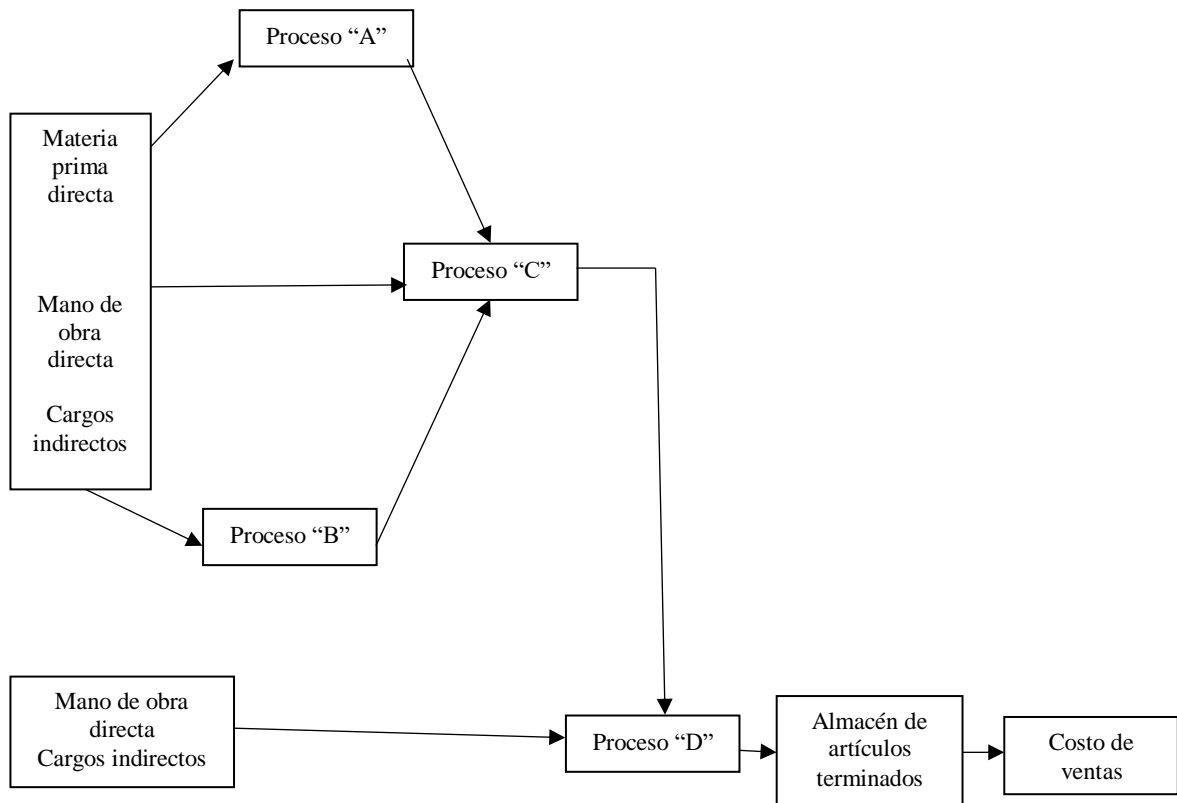 Proceso “A”
Materia
prima
directa
Mano de
obra
directa
Cargos
indirectos
Proceso “C”
Proceso “B”
Mano de obra
directa
Cargos indirectos
Proceso “D”
Almacén de
artículos
terminados
Costo de
ventas